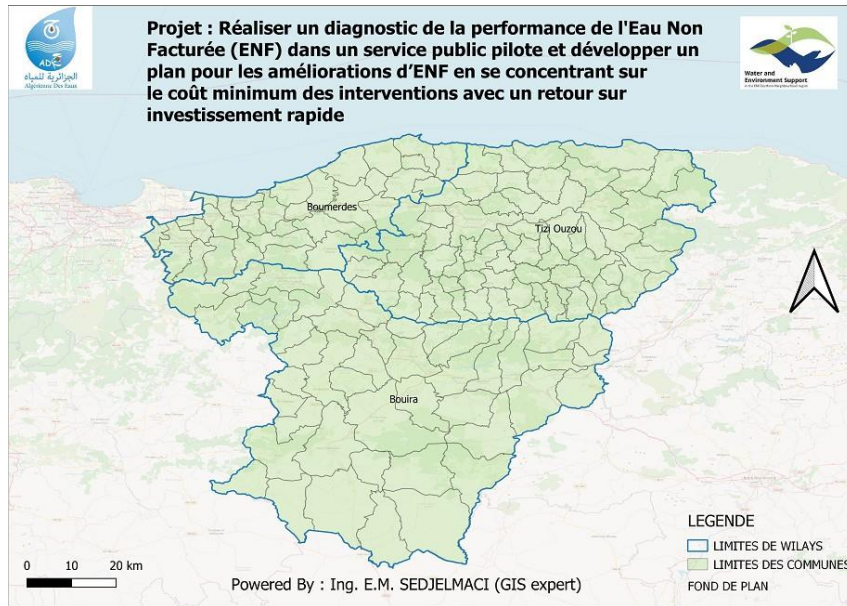 Projet : Réaliser un diagnostic de la performance de l'Eau Non
Facturée (ENF) dans un service public pilote et développer un
plan pour les améliorations d'ENF en se concentrant sur
le coût minimum des interventions avec un retour sur
investissement rapide
ADE
الجزائرية للمياه
Algérienne Des Eaux
Water and
Environment Support
Boumerdes
Tizi Ouzou
Bouira
LEGENDE
LIMITES DE WILAYS
LIMITES DES COMMUNES
FOND DE PLAN
0 10 20 km
Powered By : Ing. E.M. SEDJELMACI (GIS expert)